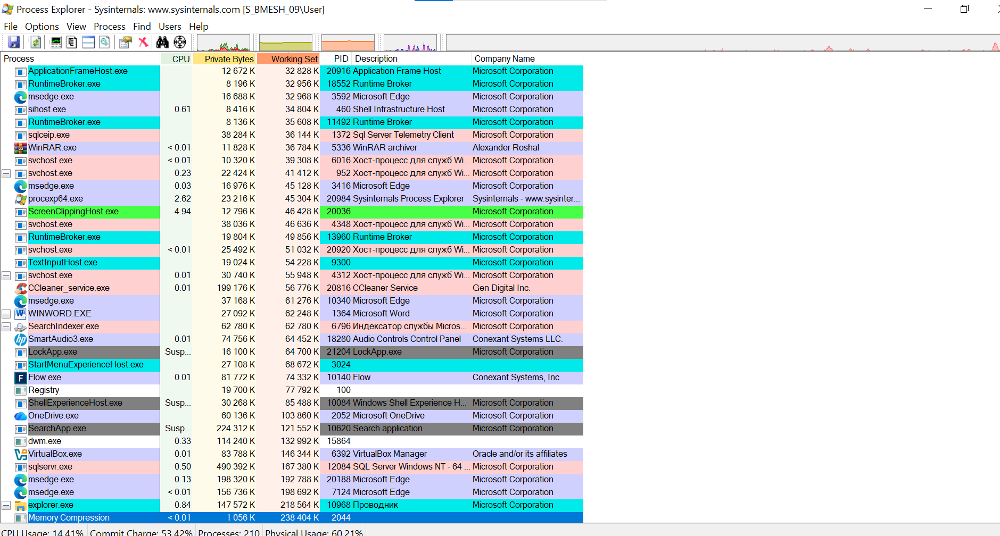 Process Explorer - Sysinternals: www.sysinternals.com [S_BMESH_09\User]
File Options View Process Find Users Help
Process CPU Private Bytes Working Set PID Description Company Name
ApplicationFrameHost.exe 12 672 K 32 828 K 20916 Application Frame Host Microsoft Corporation
RuntimeBroker.exe 8 196 K 32 956 K 18552 Runtime Broker Microsoft Corporation
msedge.exe 16 688 K 32 968 K 3592 Microsoft Edge Microsoft Corporation
sihost.exe 0.61 8 416 K 34 804 K 460 Shell Infrastructure Host Microsoft Corporation
RuntimeBroker.exe 8 136 K 35 608 K 11492 Runtime Broker Microsoft Corporation
sqlceip.exe 38 284 K 36 144 K 1372 Sql Server Telemetry Client Microsoft Corporation
WinRAR.exe < 0.01 11 828 K 36 784 K 5336 WinRAR archiver Alexander Roshal
svchost.exe < 0.01 10 320 K 39 308 K 6016 Хост-процесс для служб Wi... Microsoft Corporation
svchost.exe 0.23 22 424 K 41 412 K 952 Хост-процесс для служб Wi... Microsoft Corporation
msedge.exe 0.03 16 976 K 45 128 K 3416 Microsoft Edge Microsoft Corporation
procexp64.exe 2.62 23 216 K 45 304 K 20984 Sysinternals Process Explorer Sysinternals - www.sysinter...
ScreenClippingHost.exe 4.94 12 796 K 46 428 K 20036 Microsoft Corporation
svchost.exe 38 036 K 46 636 K 4348 Хост-процесс для служб Wi... Microsoft Corporation
RuntimeBroker.exe 19 804 K 49 856 K 13960 Runtime Broker Microsoft Corporation
svchost.exe < 0.01 25 492 K 51 032 K 20920 Хост-процесс для служб Wi... Microsoft Corporation
TextInputHost.exe 19 024 K 54 228 K 9300 Microsoft Corporation
svchost.exe 0.01 30 740 K 55 948 K 4312 Хост-процесс для служб Wi... Microsoft Corporation
CCleaner_service.exe 0.01 199 176 K 56 776 K 20816 CCleaner Service Gen Digital Inc.
msedge.exe 37 168 K 61 276 K 10340 Microsoft Edge Microsoft Corporation
WINWORD.EXE 27 092 K 62 248 K 1364 Microsoft Word Microsoft Corporation
SearchIndexer.exe 62 780 K 62 780 K 6796 Индексатор службы Micros... Microsoft Corporation
SmartAudio3.exe 0.01 74 756 K 64 452 K 18280 Audio Controls Control Panel Conexant Systems LLC.
LockApp.exe Susp... 16 100 K 64 700 K 21204 LockApp.exe Microsoft Corporation
StartMenuExperienceHost.exe 27 108 K 68 672 K 3024
Flow.exe 0.01 81 772 K 74 332 K 10140 Flow Conexant Systems, Inc
Registry 19 700 K 77 792 K 100
ShellExperienceHost.exe Susp... 30 268 K 85 488 K 10084 Windows Shell Experience H... Microsoft Corporation
OneDrive.exe 60 136 K 103 860 K 2052 Microsoft OneDrive Microsoft Corporation
SearchApp.exe Susp... 224 312 K 121 552 K 10620 Search application Microsoft Corporation
dwm.exe 0.33 114 240 K 132 992 K 15864
VirtualBox.exe 0.01 83 788 K 146 344 K 6392 VirtualBox Manager Oracle and/or its affiliates
sqlservr.exe 0.50 490 392 K 167 380 K 12084 SQL Server Windows NT - 64 ... Microsoft Corporation
msedge.exe 0.13 198 320 K 192 788 K 20188 Microsoft Edge Microsoft Corporation
msedge.exe < 0.01 156 736 K 198 692 K 7124 Microsoft Edge Microsoft Corporation
explorer.exe 0.84 147 572 K 218 564 K 10968 Проводник Microsoft Corporation
Memory Compression < 0.01 1 056 K 238 404 K 2044
CPU Usage: 14.41% Commit Charge: 53.42% Processes: 210 Physical Usage: 60.21%